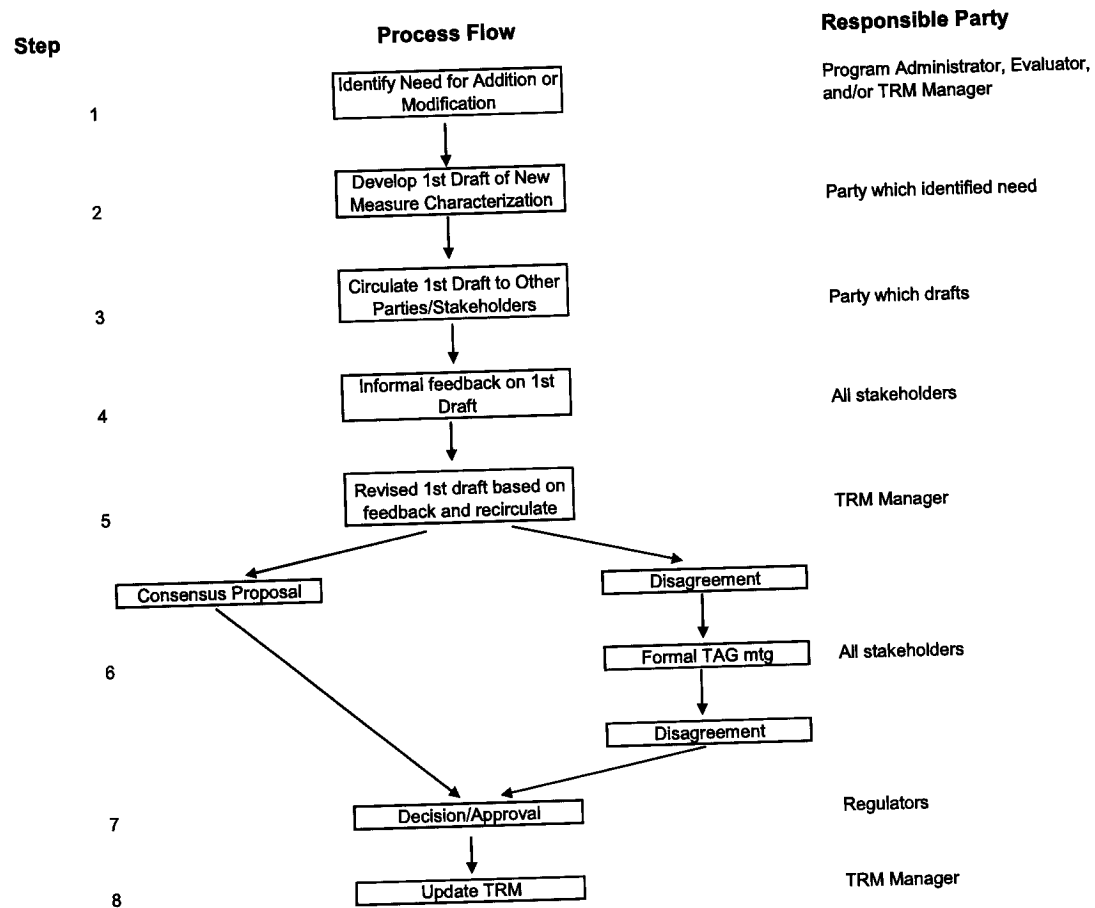 Step
Process Flow
Responsible Party
Identify Need for Addition or
Modification
Program Administrator, Evaluator,
and/or TRM Manager
1
Develop 1st Draft of New
Measure Characterization
Party which identified need
2
Circulate 1st Draft to Other
Parties/Stakeholders
Party which drafts
3
Informal feedback on 1st
Draft
All stakeholders
4
Revised 1st draft based on
feedback and recirculate
TRM Manager
5
Consensus Proposal
Disagreement
6
Formal TAG mtg
All stakeholders
Disagreement
7
Decision/Approval
Regulators
8
Update TRM
TRM Manager